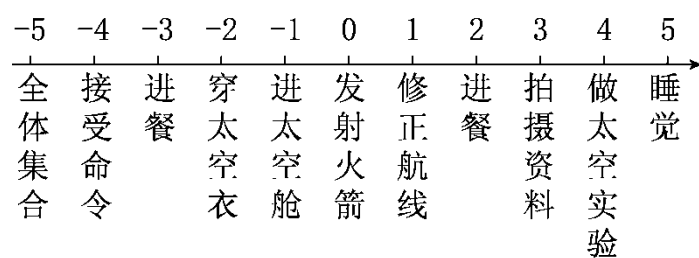 -5 -4 -3 -2 -1 0 1 2 3 4 5
全体集合
接受命令
进餐
穿太空衣
进太空舱
发射火箭
修正航线
进餐
拍摄资料
做太空实验
睡觉